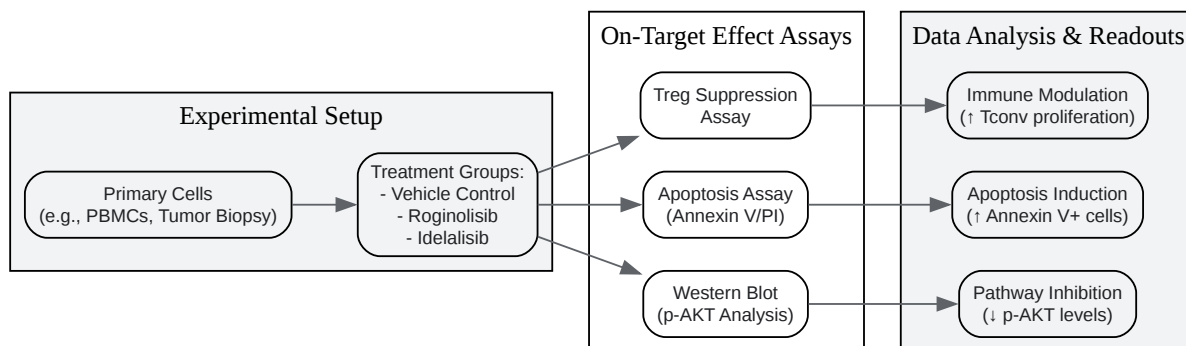 Experimental Setup
Primary Cells
(e.g., PBMCs, Tumor Biopsy)
Treatment Groups:
- Vehicle Control
- Roginolisib
- Idelalisib
On-Target Effect Assays
Treg Suppression
Assay
Apoptosis Assay
(Annexin V/PI)
Western Blot
(p-AKT Analysis)
Data Analysis & Readouts
Immune Modulation
(↑ Tconv proliferation)
Apoptosis Induction
(↑ Annexin V+ cells)
Pathway Inhibition
(↓ p-AKT levels)